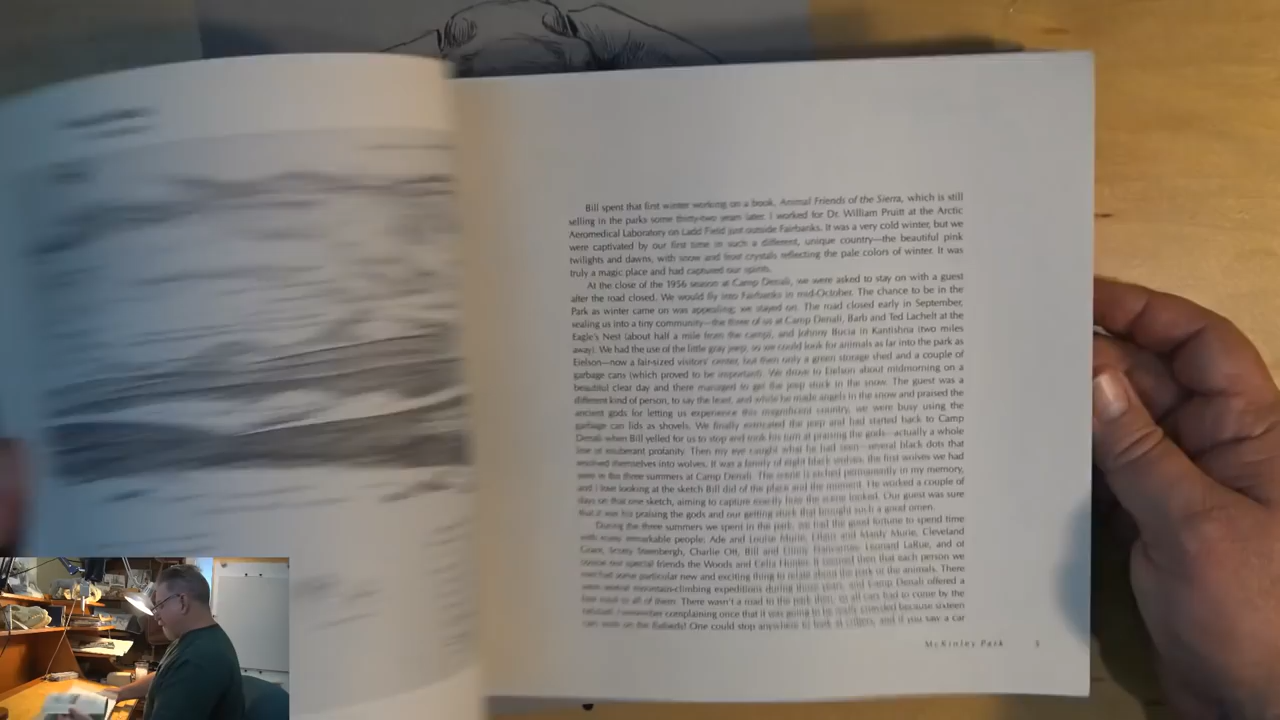 Bill spent that first winter working on a book, Animal Friends of the Sierra, which is still
selling in the parks some thirty-two years later. I worked for Dr. William Pruitt at the Arctic
Aeromedical Laboratory on Ladd Field just outside Fairbanks. It was a very cold winter, but we
were captivated by our first time in such a different, unique country—the beautiful pink
twilights and dawns, with snow and frost crystals reflecting the pale colors of winter. It was
truly a magic place and had captured our spirits.
At the close of the 1956 season at Camp Denali, we were asked to stay on with a guest
after the road closed. We would fly into Fairbanks in mid-October. The chance to be in the
Park as winter came on was appealing; we stayed on. The road closed early in September,
sealing us into a tiny community—the three of us at Camp Denali, Barb and Ted Lachelt at the
Eagle's Nest (about half a mile from the camp), and Johnny Bucia in Kantishna (two miles
away). We had the use of the little gray jeep, so we could look for animals as far into the park as
Eielson—now a fair-sized visitors' center, but then only a green storage shed and a couple of
garbage cans (which proved to be important). We drove to Eielson about midmorning on a
beautiful clear day and there managed to get the jeep stuck in the snow. The guest was a
different kind of person, to say the least, and while he made angels in the snow and praised the
ancient gods for letting us experience this magnificent country, we were busy using the
garbage can lids as shovels. We finally extricated the jeep and had started back to Camp
Denali when Bill yelled for us to stop and took his turn at praising the gods—actually a whole
line of exuberant profanity. Then my eye caught what he had seen—several black dots that
resolved themselves into wolves. It was a family of eight black wolves, the first wolves we had
seen in the three summers at Camp Denali. The scene is etched permanently in my memory,
and I love looking at the sketch Bill did of the place and the moment. He worked a couple of
days on that one sketch, aiming to capture exactly how the scene looked. Our guest was sure
that it was his praising the gods and our getting stuck that brought such a good omen.
During the three summers we spent in the park, we had the good fortune to spend time
with many remarkable people: Ade and Louise Murie, and Mardy Murie, Cleveland
Grant, Charlie Ott, Bill and Leonard LaRue, and of
course our special friends the Woods and Celia Hunter. It seemed then that each person we
met had some particular new and exciting thing to relate about the park or the animals. There
were several mountain-climbing expeditions during those years, and Camp Denali offered a
to all of them. There wasn't a road to the park then, so all cars had to come by the
railroad. I remember complaining once that it was going to be really crowded because sixteen
cars were on the flatbeds! One could stop anywhere to look at critters, and if you saw a car
McKinley Park 5